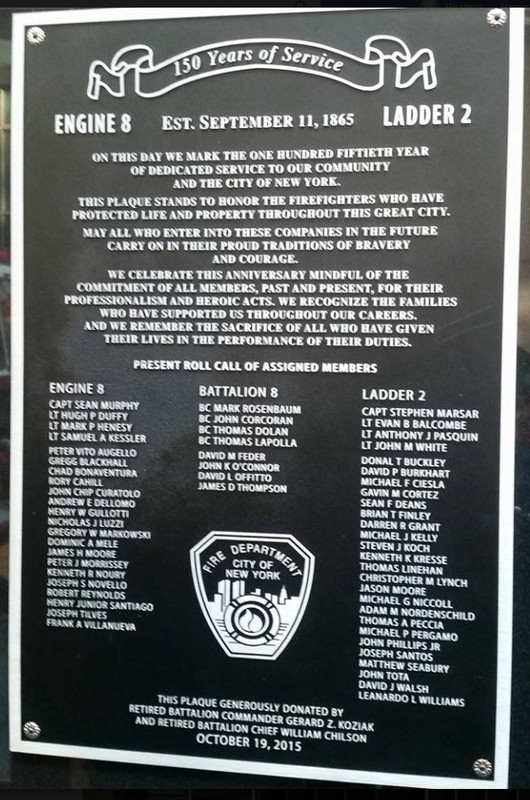 150 Years of Service
ENGINE 8 EST. SEPTEMBER 11, 1865 LADDER 2
ON THIS DAY WE MARK THE ONE HUNDRED FIFTIETH YEAR
OF DEDICATED SERVICE TO OUR COMMUNITY
AND THE CITY OF NEW YORK.
THIS PLAQUE STANDS TO HONOR THE FIREFIGHTERS WHO HAVE
PROTECTED LIFE AND PROPERTY THROUGHOUT THIS GREAT CITY.
MAY ALL WHO ENTER INTO THESE COMPANIES IN THE FUTURE
CARRY ON IN THEIR PROUD TRADITIONS OF BRAVERY
AND COURAGE.
WE CELEBRATE THIS ANNIVERSARY MINDFUL OF THE
COMMITMENT OF ALL MEMBERS, PAST AND PRESENT, FOR THEIR
PROFESSIONALISM AND HEROIC ACTS. WE RECOGNIZE THE FAMILIES
WHO HAVE SUPPORTED US THROUGHOUT OUR CAREERS.
AND WE REMEMBER THE SACRIFICE OF ALL WHO HAVE GIVEN
THEIR LIVES IN THE PERFORMANCE OF THEIR DUTIES.
PRESENT ROLL CALL OF ASSIGNED MEMBERS
ENGINE 8
CAPT SEAN MURPHY
LT HUGH P DUFFY
LT MARK P HENESY
LT SAMUEL A KESSLER
PETER VITO AUGELLO
GREGG BLACKHALL
CHAD BONAVENTURA
RORY CAHILL
JOHN CHIP CURATOLO
ANDREW E DELLOMO
HENRY W GULLOTTI
NICHOLAS J LUZZI
GREGORY W MARKOWSKI
DOMINIC A MELE
JAMES H MOORE
PETER J MORRISSEY
KENNETH R NOURY
JOSEPH S NOVELLO
ROBERT REYNOLDS
HENRY JUNIOR SANTIAGO
JOSEPH TILVES
FRANK A VILLANUEVA
BATTALION 8
BC MARK ROSENBAUM
BC JOHN CORCORAN
BC THOMAS DOLAN
BC THOMAS LAPOLLA
DAVID M FEDER
JOHN K O'CONNOR
DAVID L OFFITTO
JAMES D THOMPSON
FIRE DEPARTMENT
CITY OF
NEW YORK
LADDER 2
CAPT STEPHEN MARSAR
LT EVAN B BALCOMBE
LT ANTHONY J PASQUIN
LT JOHN M WHITE
DONAL T BUCKLEY
DAVID P BURKHART
MICHAEL F CIESLA
GAVIN M CORTEZ
SEAN F DEANS
BRIAN T FINLEY
DARREN R GRANT
MICHAEL J KELLY
STEVEN J KOCH
KENNETH K KRESSE
THOMAS LINEHAN
CHRISTOPHER M LYNCH
JASON MOORE
MICHAEL G NICCOLL
ADAM M NORDENSCHILD
THOMAS A PECCIA
MICHAEL P PERGAMO
JOHN PHILLIPS JR
JOSEPH SANTOS
MATTHEW SEABURY
JOHN TOTA
DAVID J WALSH
LEANARDO L WILLIAMS
THIS PLAQUE GENEROUSLY DONATED BY
RETIRED BATTALION COMMANDER GERARD Z. KOZIAK
AND RETIRED BATTALION CHIEF WILLIAM CHILSON
OCTOBER 19, 2015